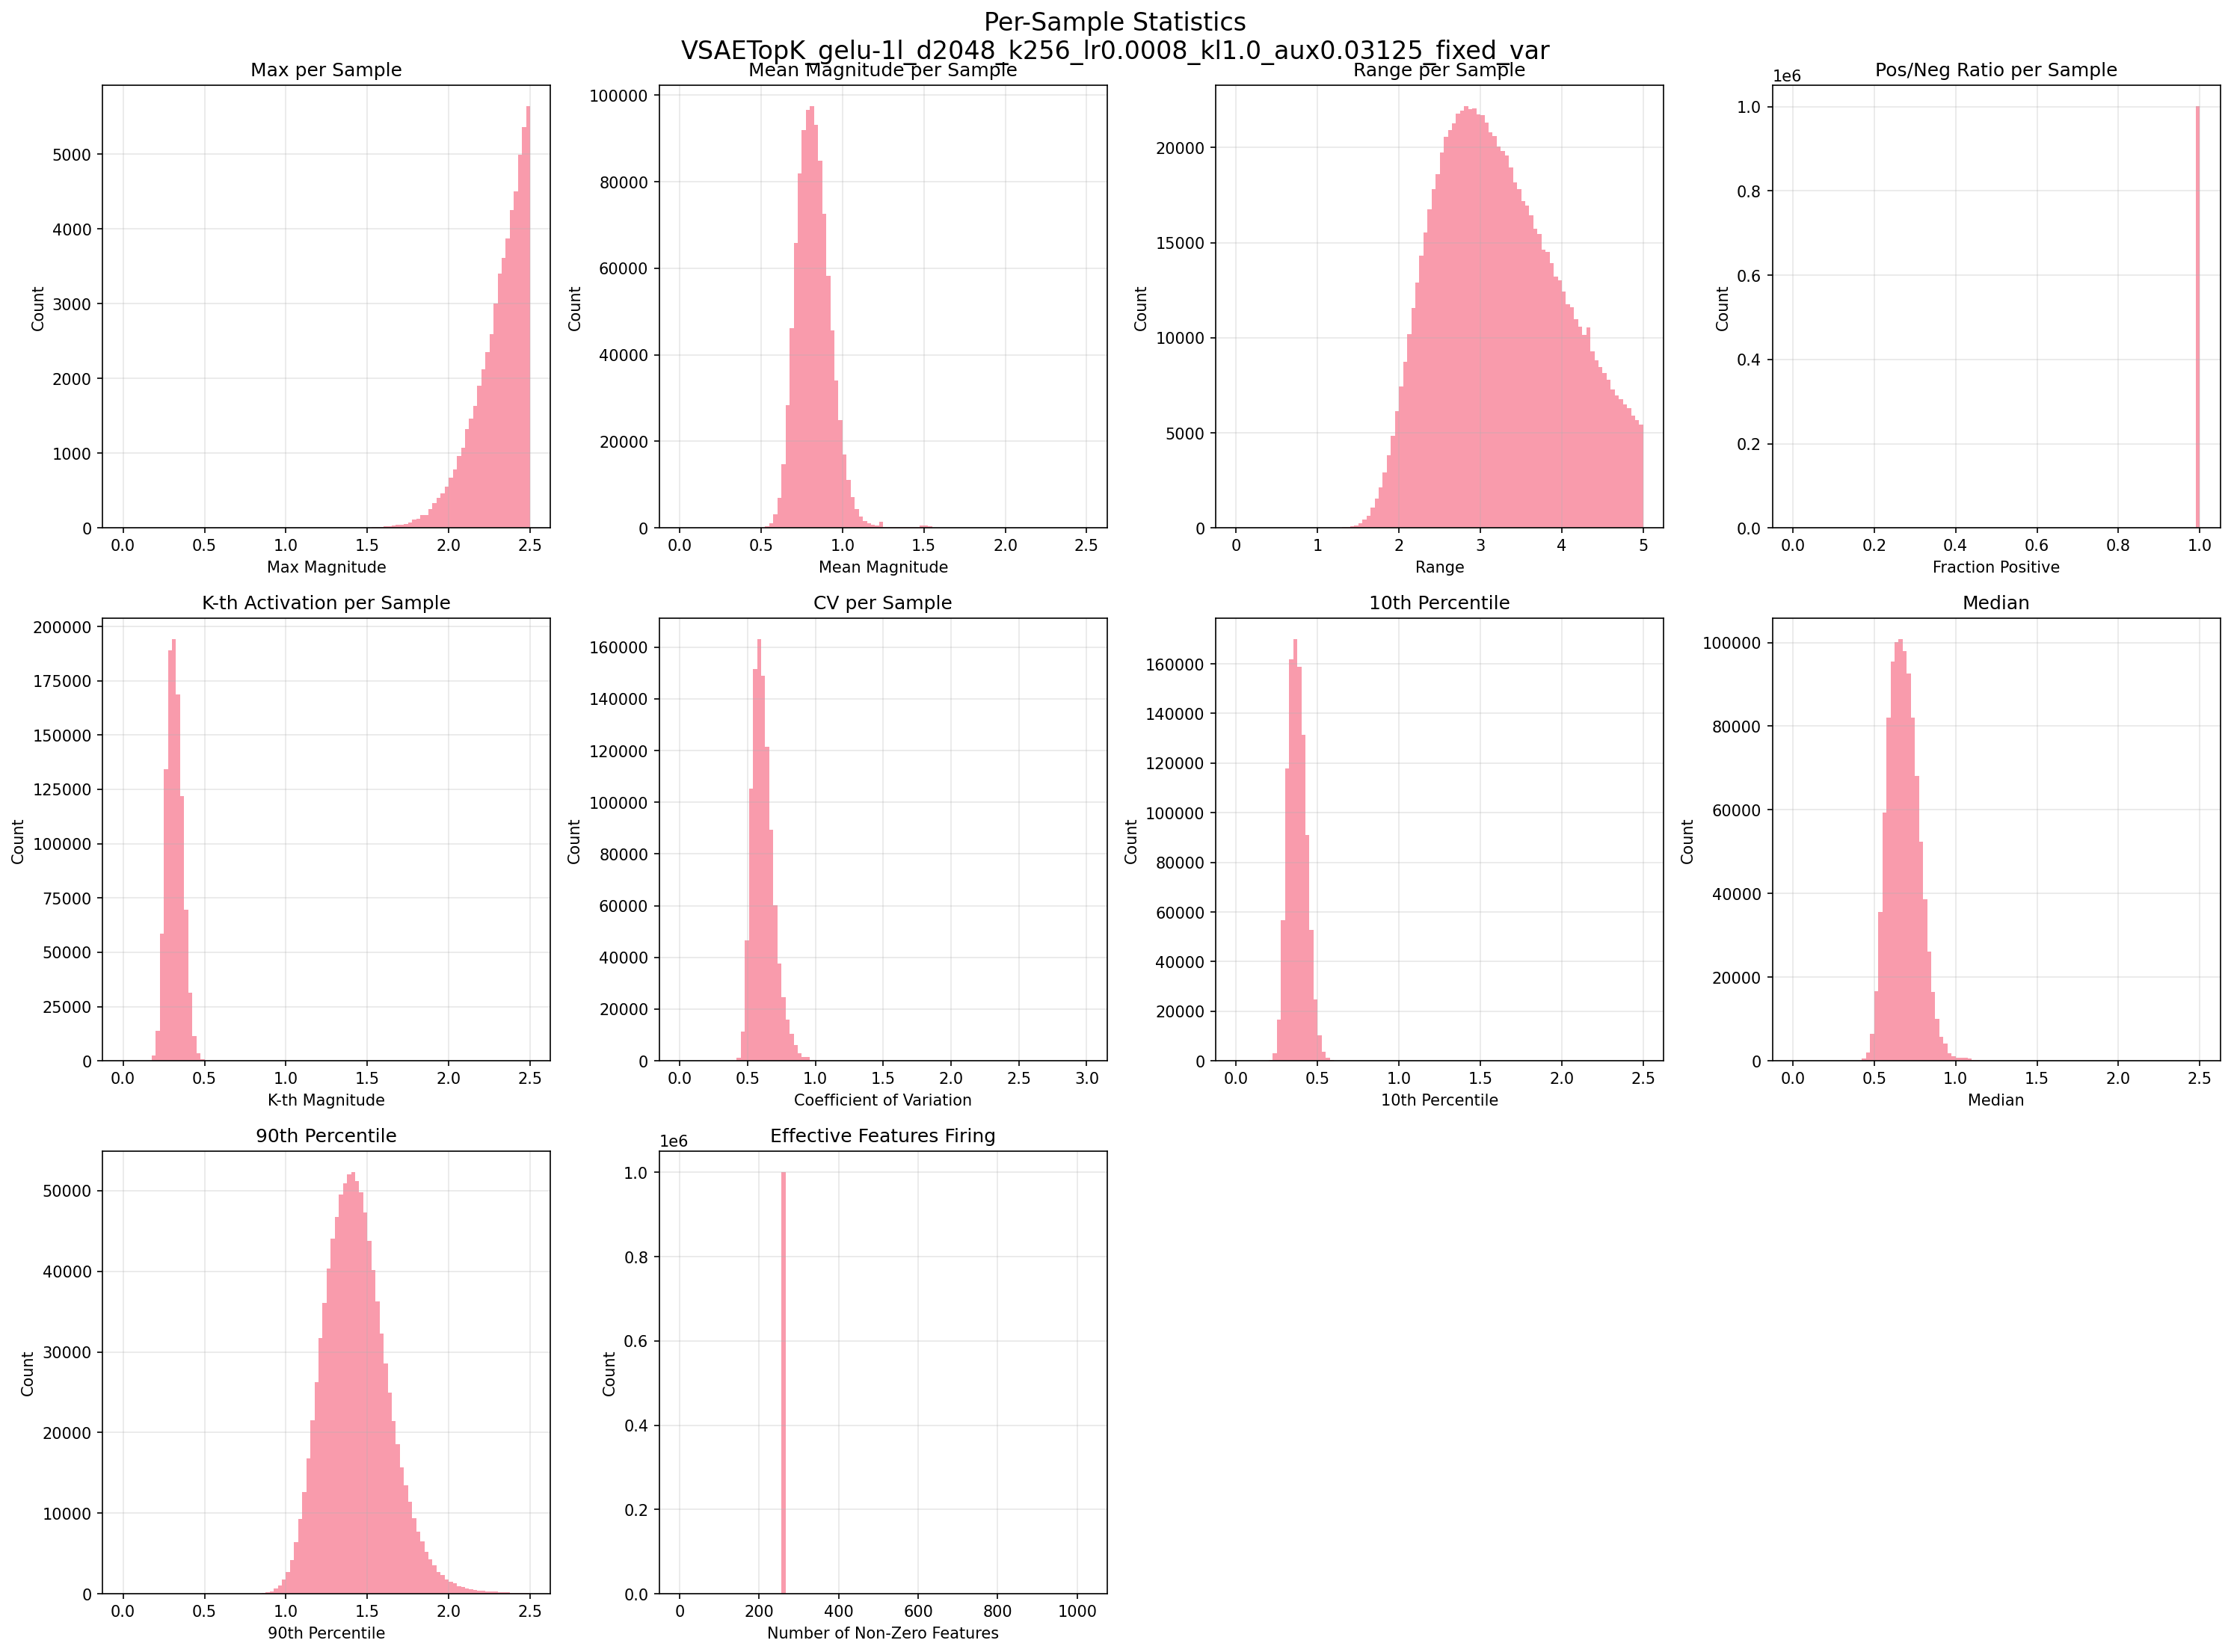 Per-Sample Statistics
VSAETopK_gelu-1l_d2048_k256_lr0.0008_kl1.0_aux0.03125_fixed_var
Max per Sample
Count
5000
4000
3000
2000
1000
0
0.0 0.5 1.0 1.5 2.0 2.5
Max Magnitude
Mean Magnitude per Sample
Count
100000
80000
60000
40000
20000
0
0.0 0.5 1.0 1.5 2.0 2.5
Mean Magnitude
Range per Sample
Count
20000
15000
10000
5000
0
0 1 2 3 4 5
Range
Pos/Neg Ratio per Sample
1e6
Count
1.0
0.8
0.6
0.4
0.2
0.0
0.0 0.2 0.4 0.6 0.8 1.0
Fraction Positive
K-th Activation per Sample
Count
200000
175000
150000
125000
100000
75000
50000
25000
0
0.0 0.5 1.0 1.5 2.0 2.5
K-th Magnitude
CV per Sample
Count
160000
140000
120000
100000
80000
60000
40000
20000
0
0.0 0.5 1.0 1.5 2.0 2.5 3.0
Coefficient of Variation
10th Percentile
Count
160000
140000
120000
100000
80000
60000
40000
20000
0
0.0 0.5 1.0 1.5 2.0 2.5
10th Percentile
Median
Count
100000
80000
60000
40000
20000
0
0.0 0.5 1.0 1.5 2.0 2.5
Median
90th Percentile
Count
50000
40000
30000
20000
10000
0
0.0 0.5 1.0 1.5 2.0 2.5
90th Percentile
Effective Features Firing
1e6
Count
1.0
0.8
0.6
0.4
0.2
0.0
0 200 400 600 800 1000
Number of Non-Zero Features